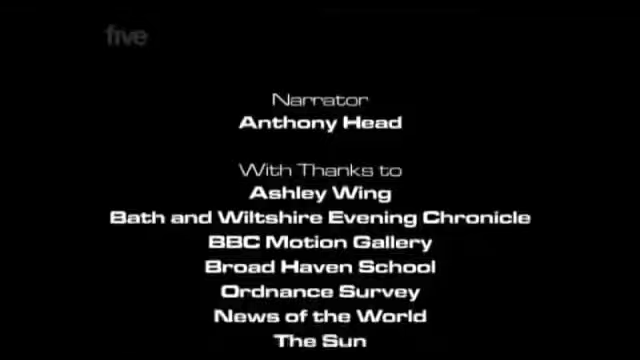 five
Narrator
Anthony Head
With Thanks to
Ashley Wing
Bath and Wiltshire Evening Chronicle
BBC Motion Gallery
Broad Haven School
Ordnance Survey
News of the World
The Sun